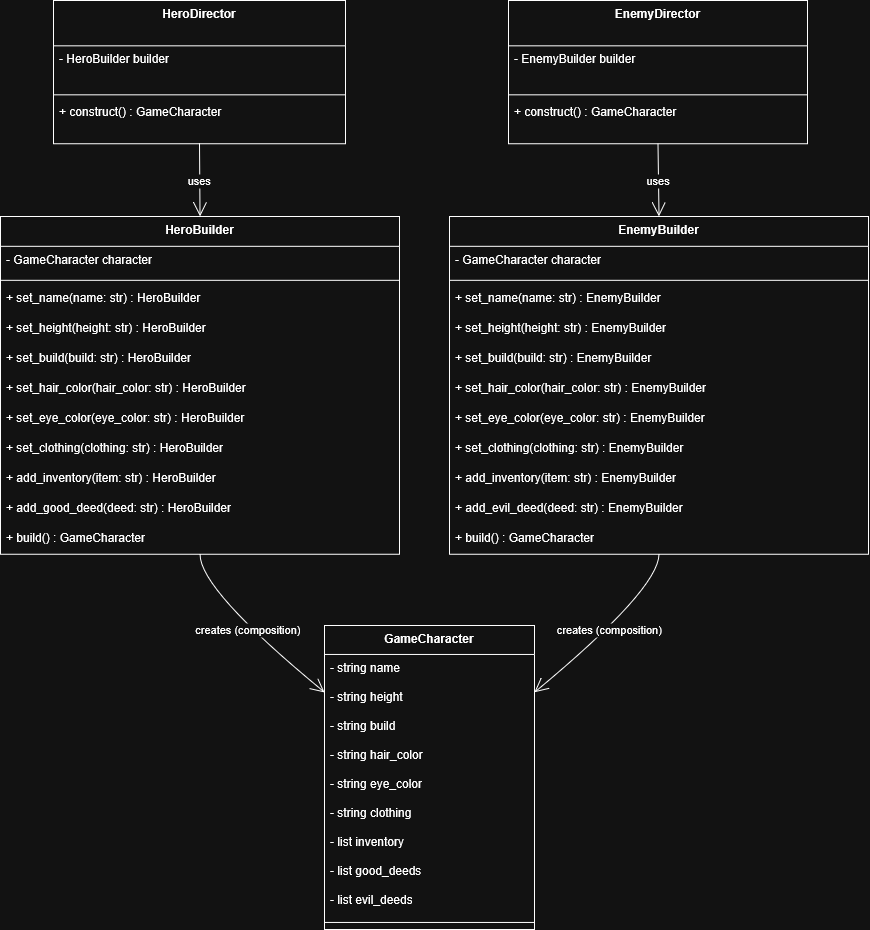 HeroDirector
- HeroBuilder builder
+ construct() : GameCharacter
EnemyDirector
- EnemyBuilder builder
+ construct() : GameCharacter
uses
uses
HeroBuilder
- GameCharacter character
+ set_name(name: str) : HeroBuilder
+ set_height(height: str) : HeroBuilder
+ set_build(build: str) : HeroBuilder
+ set_hair_color(hair_color: str) : HeroBuilder
+ set_eye_color(eye_color: str) : HeroBuilder
+ set_clothing(clothing: str) : HeroBuilder
+ add_inventory(item: str) : HeroBuilder
+ add_good_deed(deed: str) : HeroBuilder
+ build() : GameCharacter
EnemyBuilder
- GameCharacter character
+ set_name(name: str) : EnemyBuilder
+ set_height(height: str) : EnemyBuilder
+ set_build(build: str) : EnemyBuilder
+ set_hair_color(hair_color: str) : EnemyBuilder
+ set_eye_color(eye_color: str) : EnemyBuilder
+ set_clothing(clothing: str) : EnemyBuilder
+ add_inventory(item: str) : EnemyBuilder
+ add_evil_deed(deed: str) : EnemyBuilder
+ build() : GameCharacter
creates (composition)
creates (composition)
GameCharacter
- string name
- string height
- string build
- string hair_color
- string eye_color
- string clothing
- list inventory
- list good_deeds
- list evil_deeds